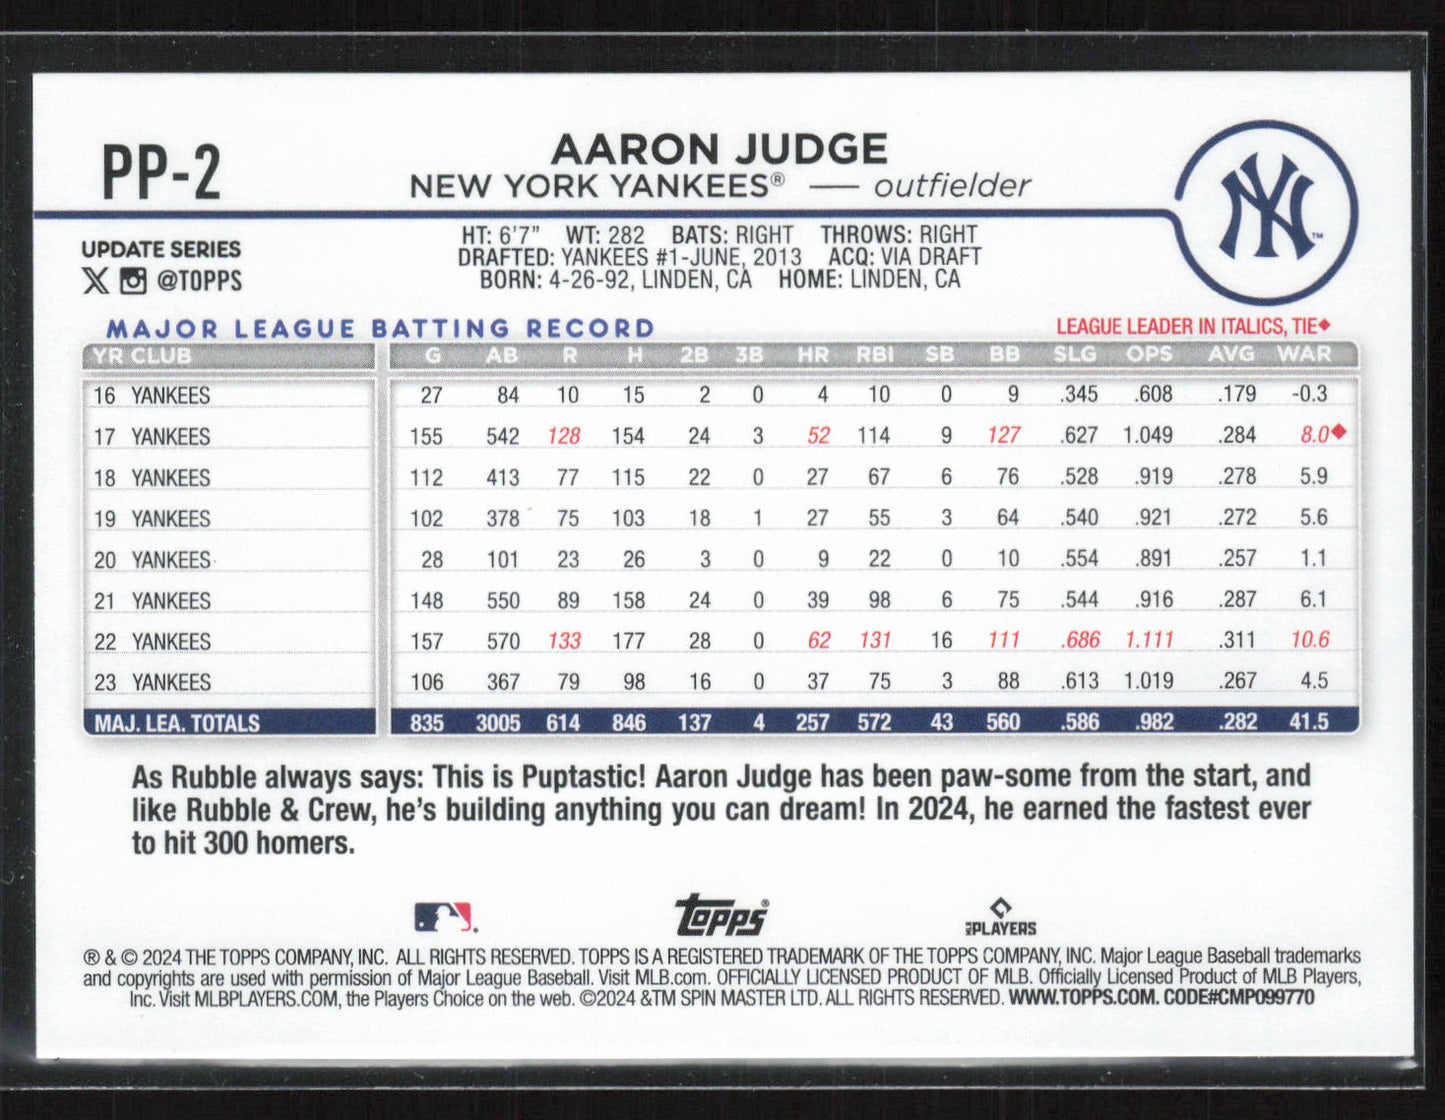 PP-2
AARON JUDGE
NEW YORK YANKEES® — outfielder
NY™
UPDATE SERIES
X @TOPPS
HT: 6'7" WT: 282 BATS: RIGHT THROWS: RIGHT
DRAFTED: YANKEES #1-JUNE, 2013 ACQ: VIA DRAFT
BORN: 4-26-92, LINDEN, CA HOME: LINDEN, CA
MAJOR LEAGUE BATTING RECORD LEAGUE LEADER IN ITALICS, TIE◆
YR CLUB G AB R H 2B 3B HR RBI SB BB SLG OPS AVG WAR
16 YANKEES 27 84 10 15 2 0 4 10 0 9 .345 .608 .179 -0.3
17 YANKEES 155 542 128 154 24 3 52 114 9 127 .627 1.049 .284 8.0◆
18 YANKEES 112 413 77 115 22 0 27 67 6 76 .528 .919 .278 5.9
19 YANKEES 102 378 75 103 18 1 27 55 3 64 .540 .921 .272 5.6
20 YANKEES 28 101 23 26 3 0 9 22 0 10 .554 .891 .257 1.1
21 YANKEES 148 550 89 158 24 0 39 98 6 75 .544 .916 .287 6.1
22 YANKEES 157 570 133 177 28 0 62 131 16 111 .686 1.111 .311 10.6
23 YANKEES 106 367 79 98 16 0 37 75 3 88 .613 1.019 .267 4.5
MAJ. LEA. TOTALS 835 3005 614 846 137 4 257 572 43 560 .586 .982 .282 41.5
As Rubble always says: This is Puptastic! Aaron Judge has been paw-some from the start, and
like Rubble & Crew, he's building anything you can dream! In 2024, he earned the fastest ever
to hit 300 homers.
Topps®
MLB PLAYERS
® & © 2024 THE TOPPS COMPANY, INC. ALL RIGHTS RESERVED. TOPPS IS A REGISTERED TRADEMARK OF THE TOPPS COMPANY, INC. Major League Baseball trademarks
and copyrights are used with permission of Major League Baseball. Visit MLB.com. OFFICIALLY LICENSED PRODUCT OF MLB. Officially Licensed Product of MLB Players,
Inc. Visit MLBPLAYERS.COM, the Players Choice on the web. ©2024 &TM SPIN MASTER LTD. ALL RIGHTS RESERVED. WWW.TOPPS.COM. CODE#CMP099770